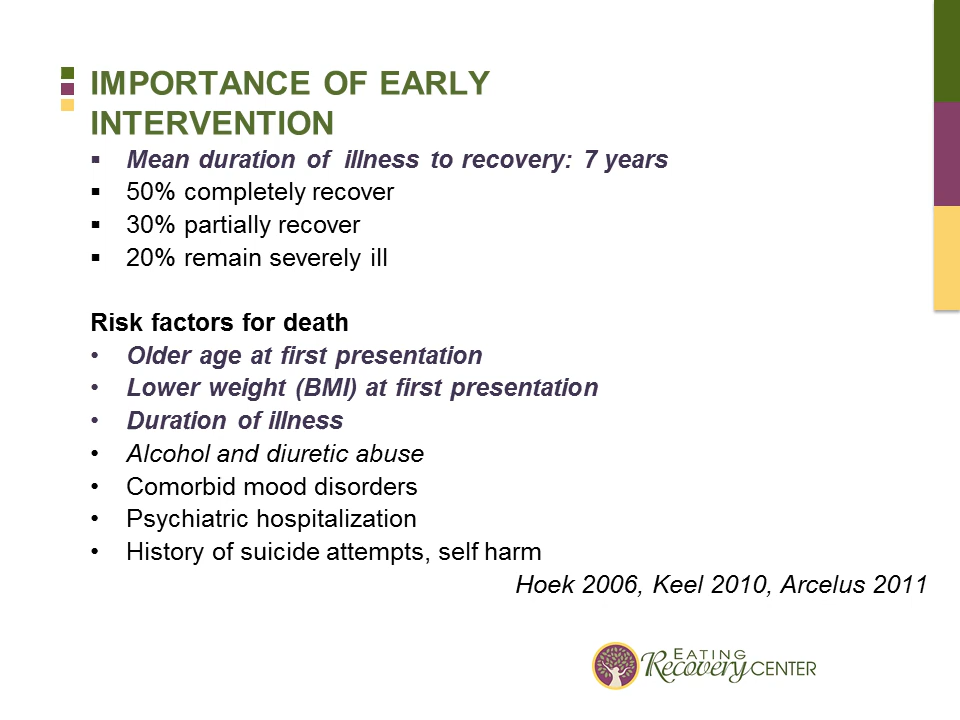 IMPORTANCE OF EARLY
INTERVENTION
▪ Mean duration of illness to recovery: 7 years
▪ 50% completely recover
▪ 30% partially recover
▪ 20% remain severely ill
Risk factors for death
• Older age at first presentation
• Lower weight (BMI) at first presentation
• Duration of illness
• Alcohol and diuretic abuse
• Comorbid mood disorders
• Psychiatric hospitalization
• History of suicide attempts, self harm
Hoek 2006, Keel 2010, Arcelus 2011
EATING
Recovery CENTER